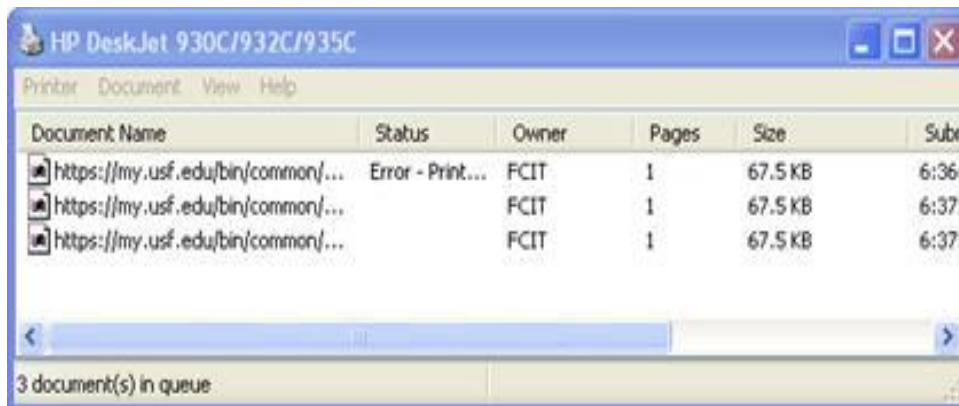 HP DeskJet 930C/932C/935C
Printer Document View Help
Document Name Status Owner Pages Size Subr
https://my.usf.edu/bin/common/... Error - Print... FCIT 1 67.5 KB 6:36
https://my.usf.edu/bin/common/... FCIT 1 67.5 KB 6:37
https://my.usf.edu/bin/common/... FCIT 1 67.5 KB 6:37
3 document(s) in queue